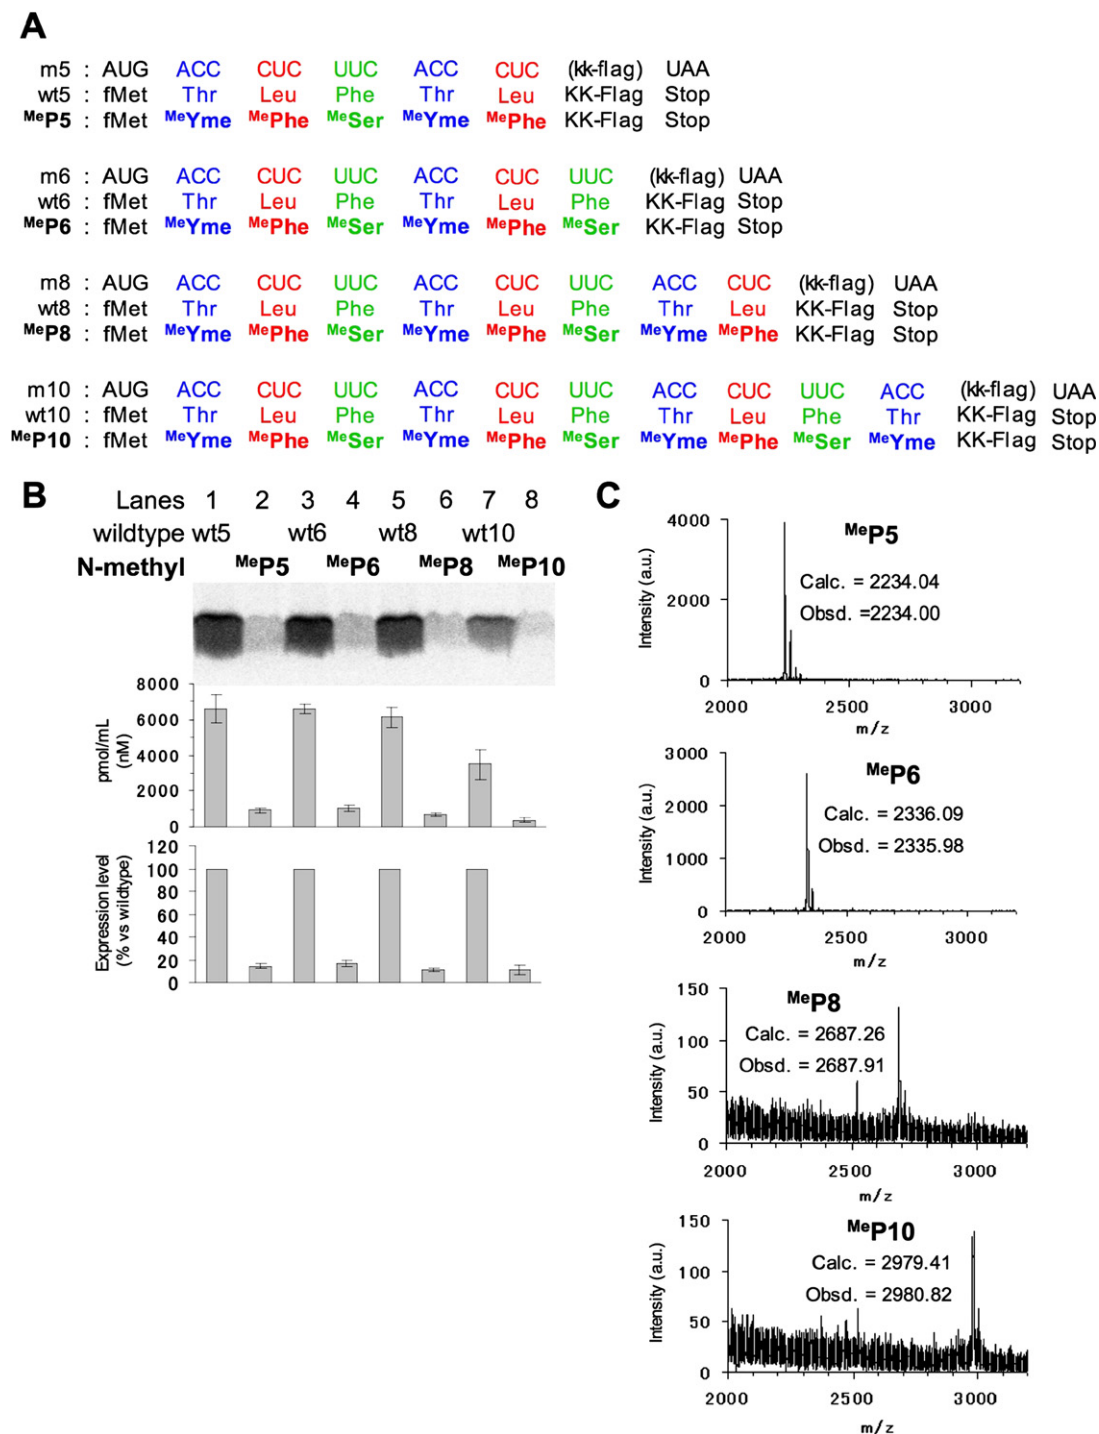 A
m5 : AUG ACC CUC UUC ACC CUC (kk-flag) UAA
wt5 : fMet Thr Leu Phe Thr Leu KK-Flag Stop
MeP5 : fMet MeYme MePhe MeSer MeYme MePhe KK-Flag Stop
m6 : AUG ACC CUC UUC ACC CUC UUC (kk-flag) UAA
wt6 : fMet Thr Leu Phe Thr Leu Phe KK-Flag Stop
MeP6 : fMet MeYme MePhe MeSer MeYme MePhe MeSer KK-Flag Stop
m8 : AUG ACC CUC UUC ACC CUC UUC ACC CUC (kk-flag) UAA
wt8 : fMet Thr Leu Phe Thr Leu Phe Thr Leu KK-Flag Stop
MeP8 : fMet MeYme MePhe MeSer MeYme MePhe MeSer MeYme MePhe KK-Flag Stop
m10 : AUG ACC CUC UUC ACC CUC UUC ACC CUC UUC ACC (kk-flag) UAA
wt10 : fMet Thr Leu Phe Thr Leu Phe Thr Leu Phe Thr KK-Flag Stop
MeP10 : fMet MeYme MePhe MeSer MeYme MePhe MeSer MeYme MePhe MeSer MeYme KK-Flag Stop
B
Lanes 1 2 3 4 5 6 7 8
wildtype wt5 wt6 wt8 wt10
N-methyl MeP5 MeP6 MeP8 MeP10
pmol/mL
(nM)
8000
6000
4000
2000
0
Expression level
(% vs wildtype)
120
100
80
60
40
20
0
C
MeP5
Calc. = 2234.04
Obsd. =2234.00
Intensity (a.u.)
4000
2000
0
2000 2500 3000
m/z
MeP6
Calc. = 2336.09
Obsd. = 2335.98
Intensity (a.u.)
3000
2000
1000
0
2000 2500 3000
m/z
MeP8
Calc. = 2687.26
Obsd. = 2687.91
Intensity (a.u.)
150
100
50
0
2000 2500 3000
m/z
MeP10
Calc. = 2979.41
Obsd. = 2980.82
Intensity (a.u.)
150
100
50
0
2000 2500 3000
m/z